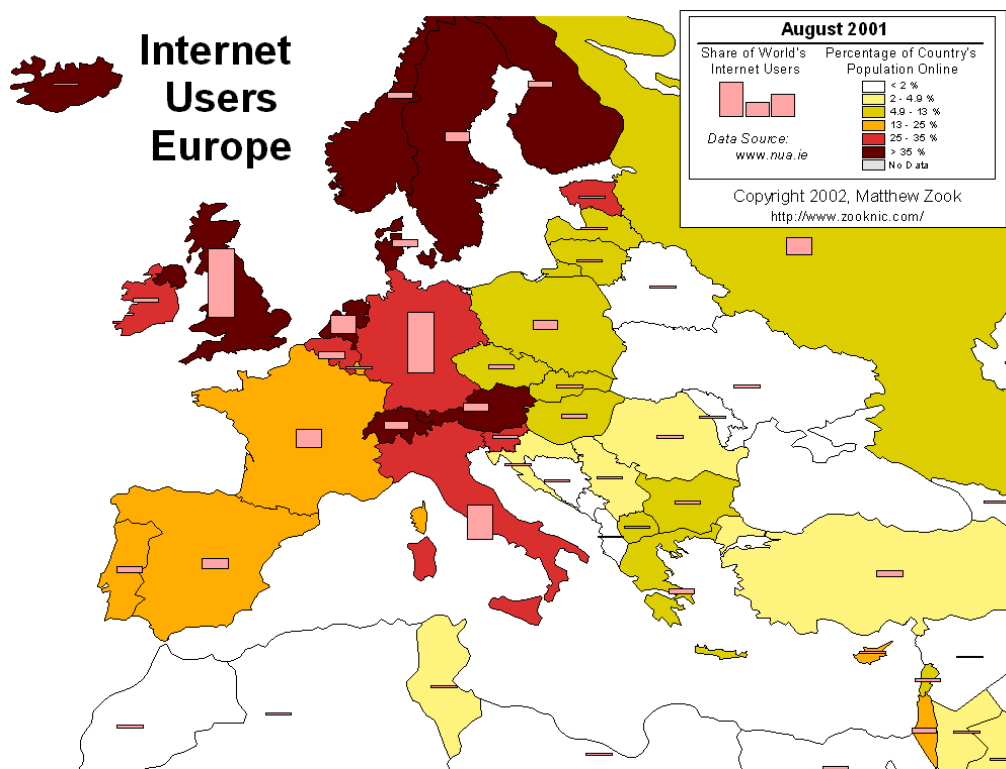 Internet
Users
Europe
August 2001
Share of World's
Internet Users
Data Source:
www.nua.ie
Percentage of Country's
Population Online
< 2 %
2 - 4.9 %
4.9 - 13 %
13 - 25 %
25 - 35 %
> 35 %
No Data
Copyright 2002, Matthew Zook
http://www.zooknic.com/